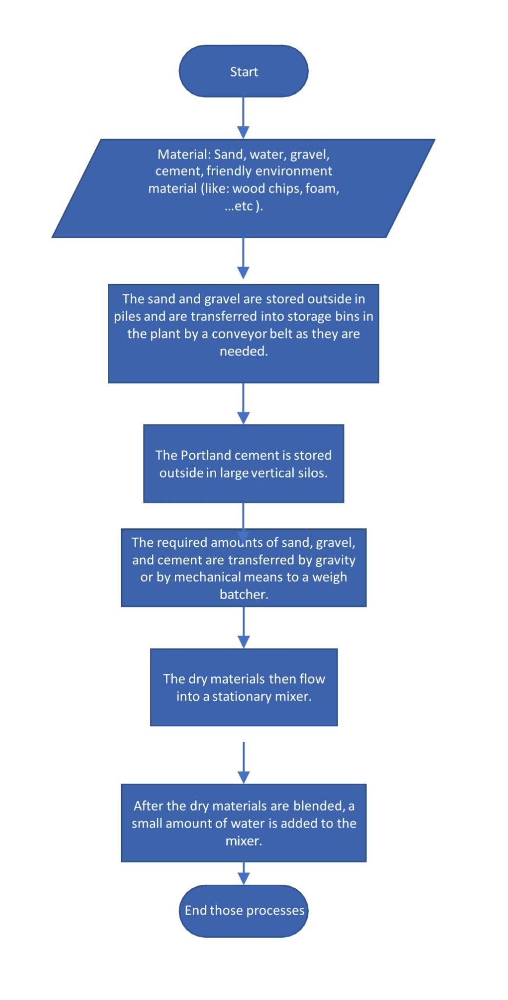 Start
Material: Sand, water, gravel,
cement, friendly environment
material (like: wood chips, foam,
...etc ).
The sand and gravel are stored outside in
piles and are transferred into storage bins in
the plant by a conveyor belt as they are
needed.
The Portland cement is stored
outside in large vertical silos.
The required amounts of sand, gravel,
and cement are transferred by gravity
or by mechanical means to a weigh
batcher.
The dry materials then flow
into a stationary mixer.
After the dry materials are blended, a
small amount of water is added to the
mixer.
End those processes